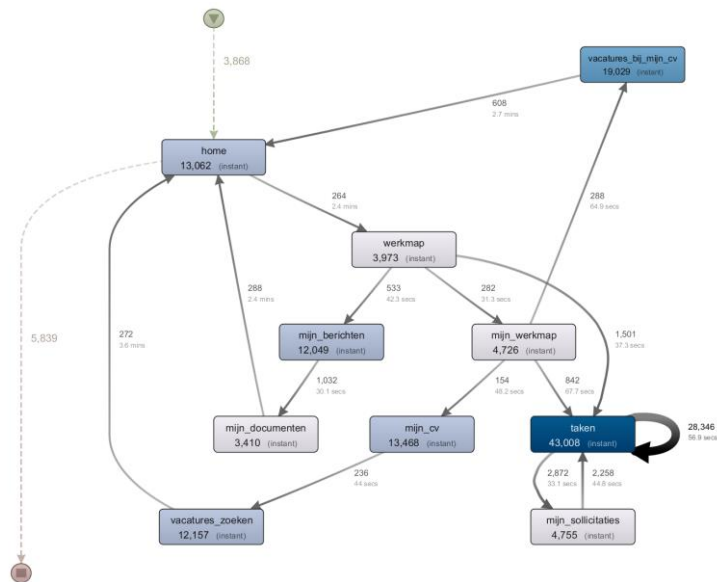 3,868
vacatures_bij_mijn_cv
19,029 (instant)
608
2.7 mins
home
13,062 (instant)
264
2.4 mins
288
64.9 secs
werkmap
3,973 (instant)
288
2.4 mins
533
42.3 secs
282
31.3 secs
5,839
272
3.6 mins
mijn_berichten
12,049 (instant)
mijn_werkmap
4,726 (instant)
1,501
37.3 secs
1,032
30.1 secs
154
46.2 secs
842
67.7 secs
mijn_documenten
3,410 (instant)
mijn_cv
13,468 (instant)
taken
43,008 (instant)
28,346
56.9 secs
236
44 secs
2,872
33.1 secs
2,258
44.8 secs
vacatures_zoeken
12,157 (instant)
mijn_sollicitaties
4,755 (instant)